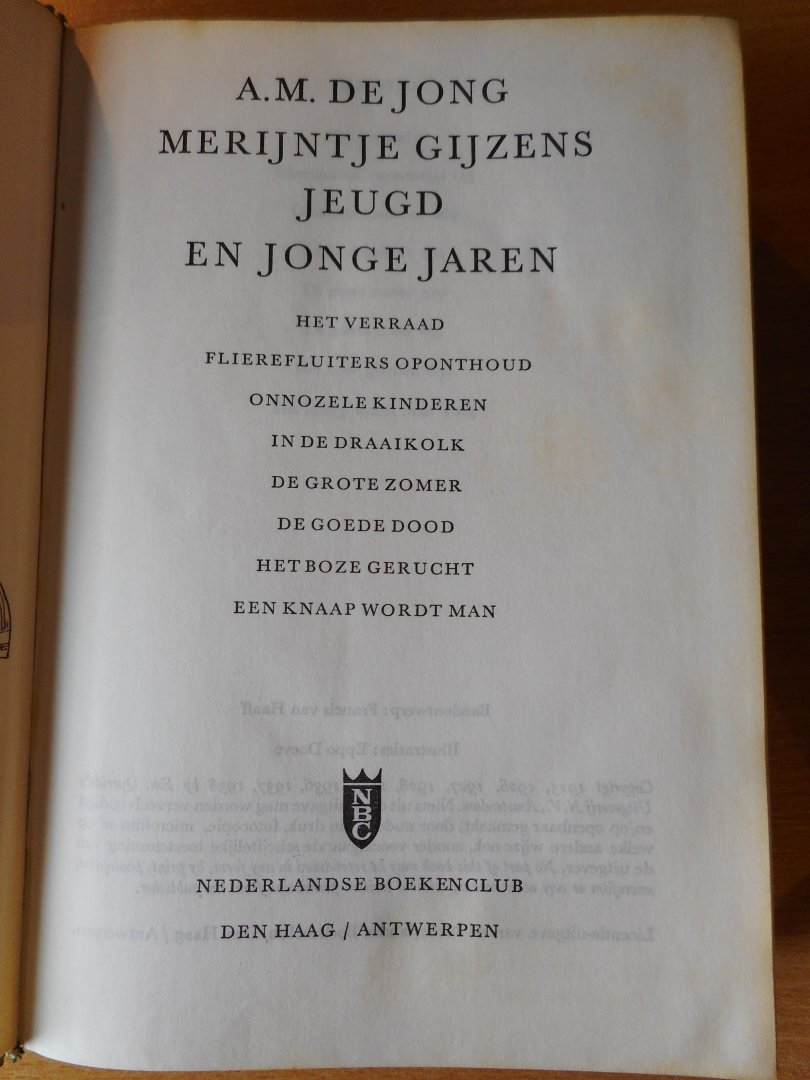 A.M. DE JONG
MERIJNTJE GIJZENS
JEUGD
EN JONGE JAREN
HET VERRAAD
FLIEREFLUITERS OPONTHOUD
ONNOZELE KINDEREN
IN DE DRAAIKOLK
DE GROTE ZOMER
DE GOEDE DOOD
HET BOZE GERUCHT
EEN KNAAP WORDT MAN
NBC
NEDERLANDSE BOEKENCLUB
DEN HAAG / ANTWERPEN